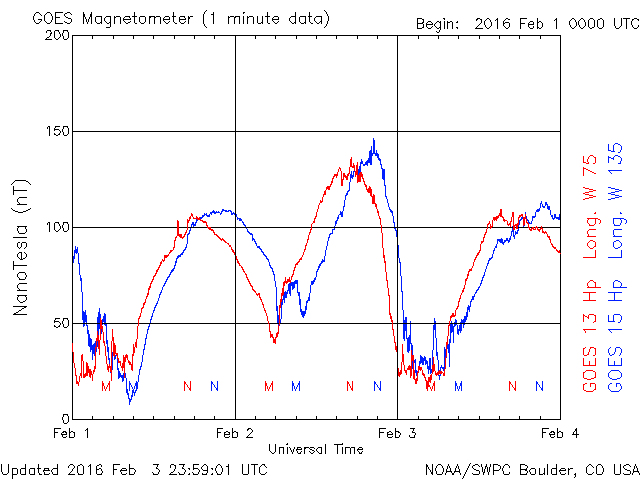 GOES Magnetometer (1 minute data)
Begin: 2016 Feb 1 0000 UTC
200
150
100
50
0
NanoTesla (nT)
M M N N M M N N M M N N
Feb 1 Feb 2 Feb 3 Feb 4
Universal Time
GOES 13 Hp Long. W 75
GOES 15 Hp Long. W 135
Updated 2016 Feb 3 23:59:01 UTC
NOAA/SWPC Boulder, CO USA